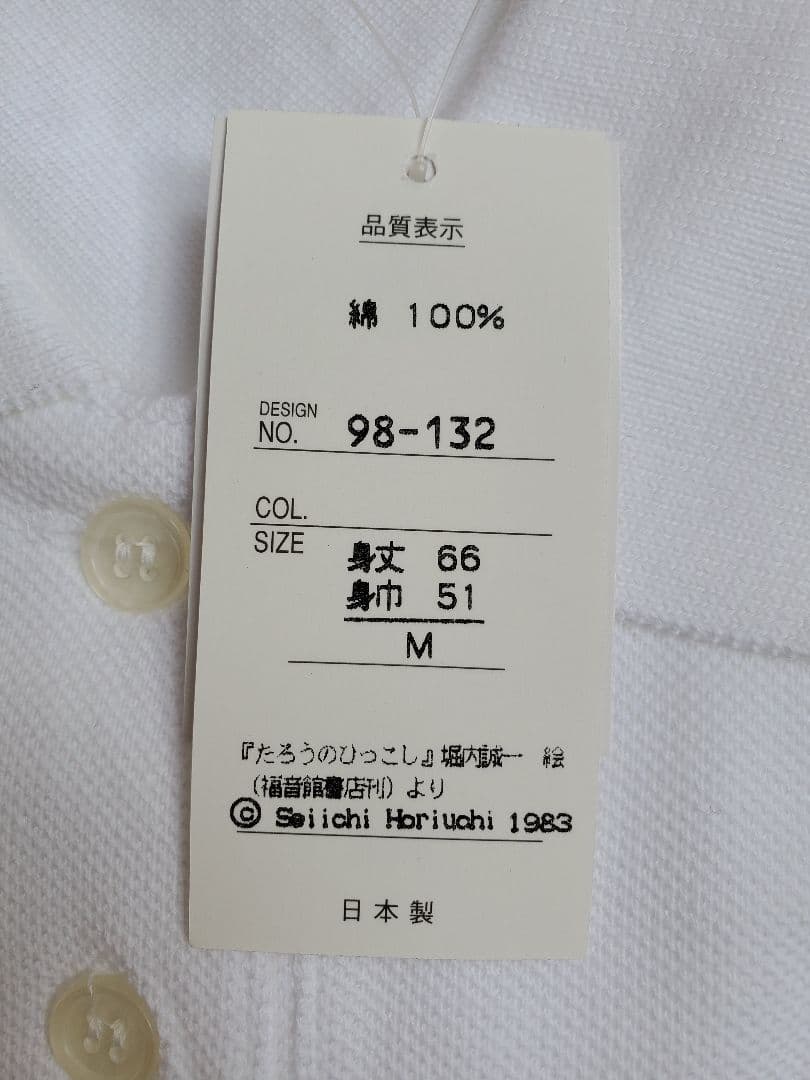 品質表示
綿 100%
DESIGN
NO. 98-132
COL.
SIZE 身丈 66
身巾 51
M
『たろうのひっこし』堀内誠一 絵
(福音館書店刊)より
© Seiichi Horiuchi 1983
日本製